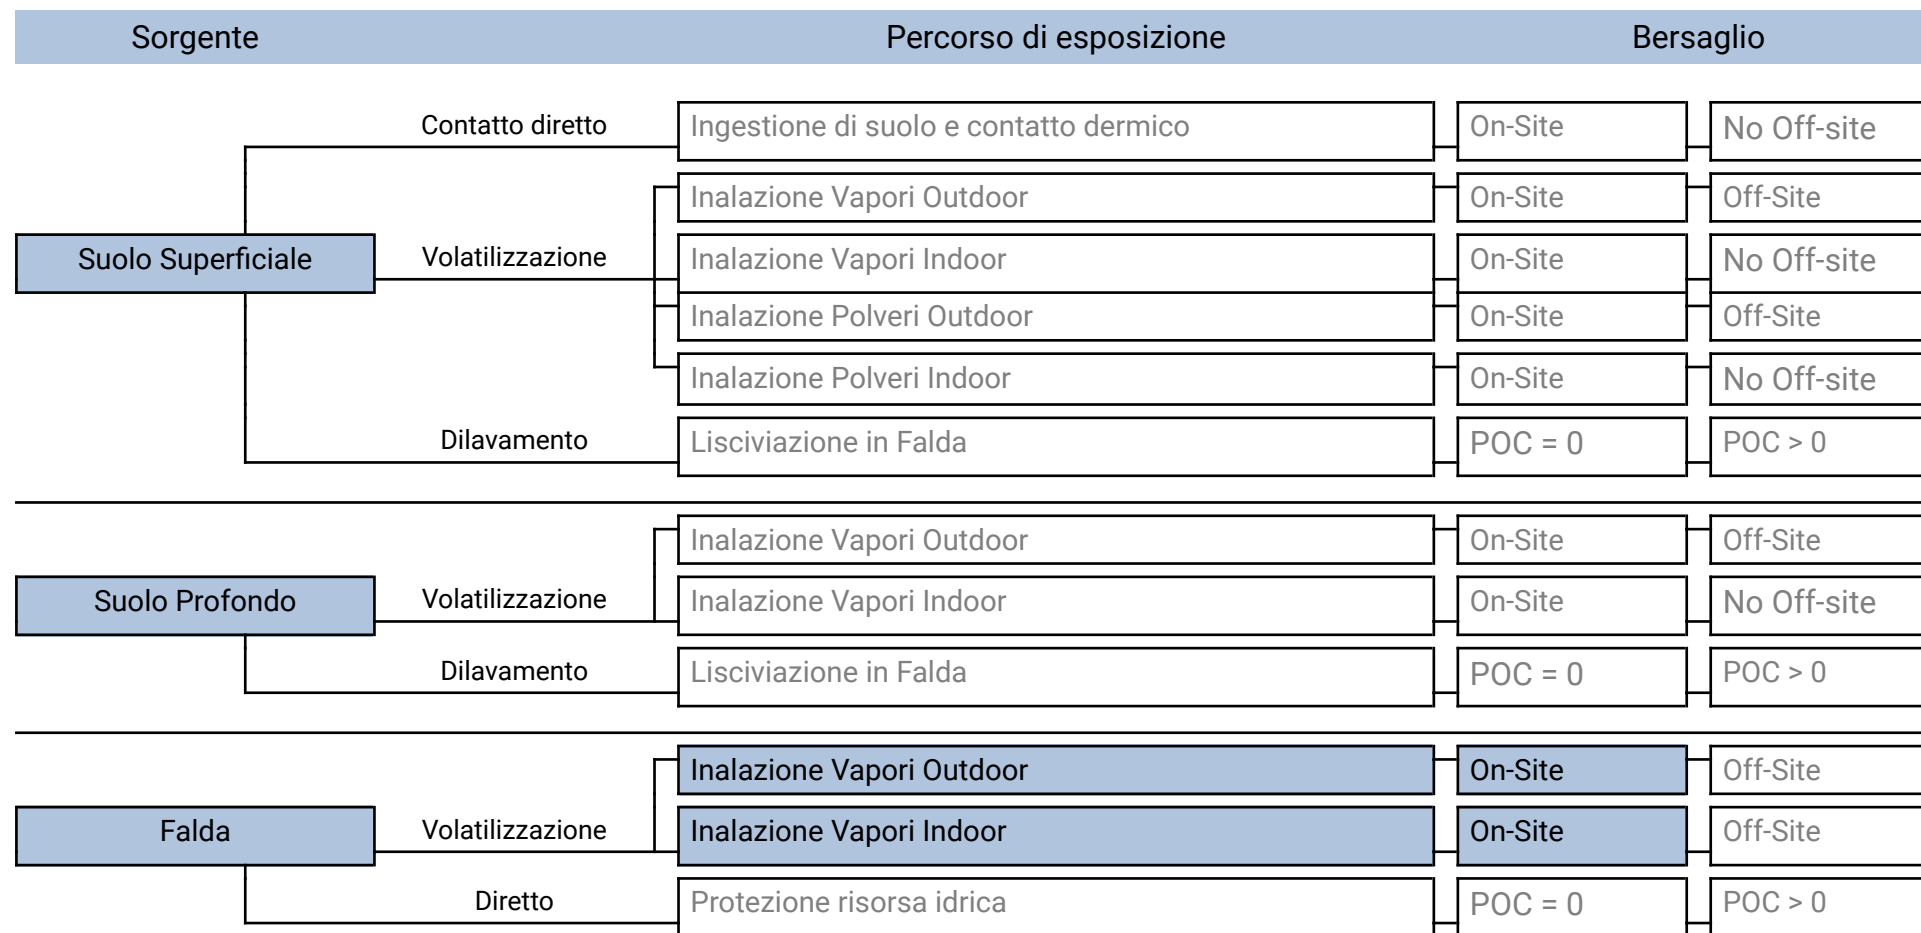 Sorgente Percorso di esposizione Bersaglio
Contatto diretto Ingestione di suolo e contatto dermico On-Site No Off-site
Inalazione Vapori Outdoor On-Site Off-Site
Suolo Superficiale Volatilizzazione Inalazione Vapori Indoor On-Site No Off-site
Inalazione Polveri Outdoor On-Site Off-Site
Inalazione Polveri Indoor On-Site No Off-site
Dilavamento Lisciviazione in Falda POC = 0 POC > 0
Inalazione Vapori Outdoor On-Site Off-Site
Suolo Profondo Volatilizzazione Inalazione Vapori Indoor On-Site No Off-site
Dilavamento Lisciviazione in Falda POC = 0 POC > 0
Inalazione Vapori Outdoor On-Site Off-Site
Falda Volatilizzazione Inalazione Vapori Indoor On-Site Off-Site
Diretto Protezione risorsa idrica POC = 0 POC > 0